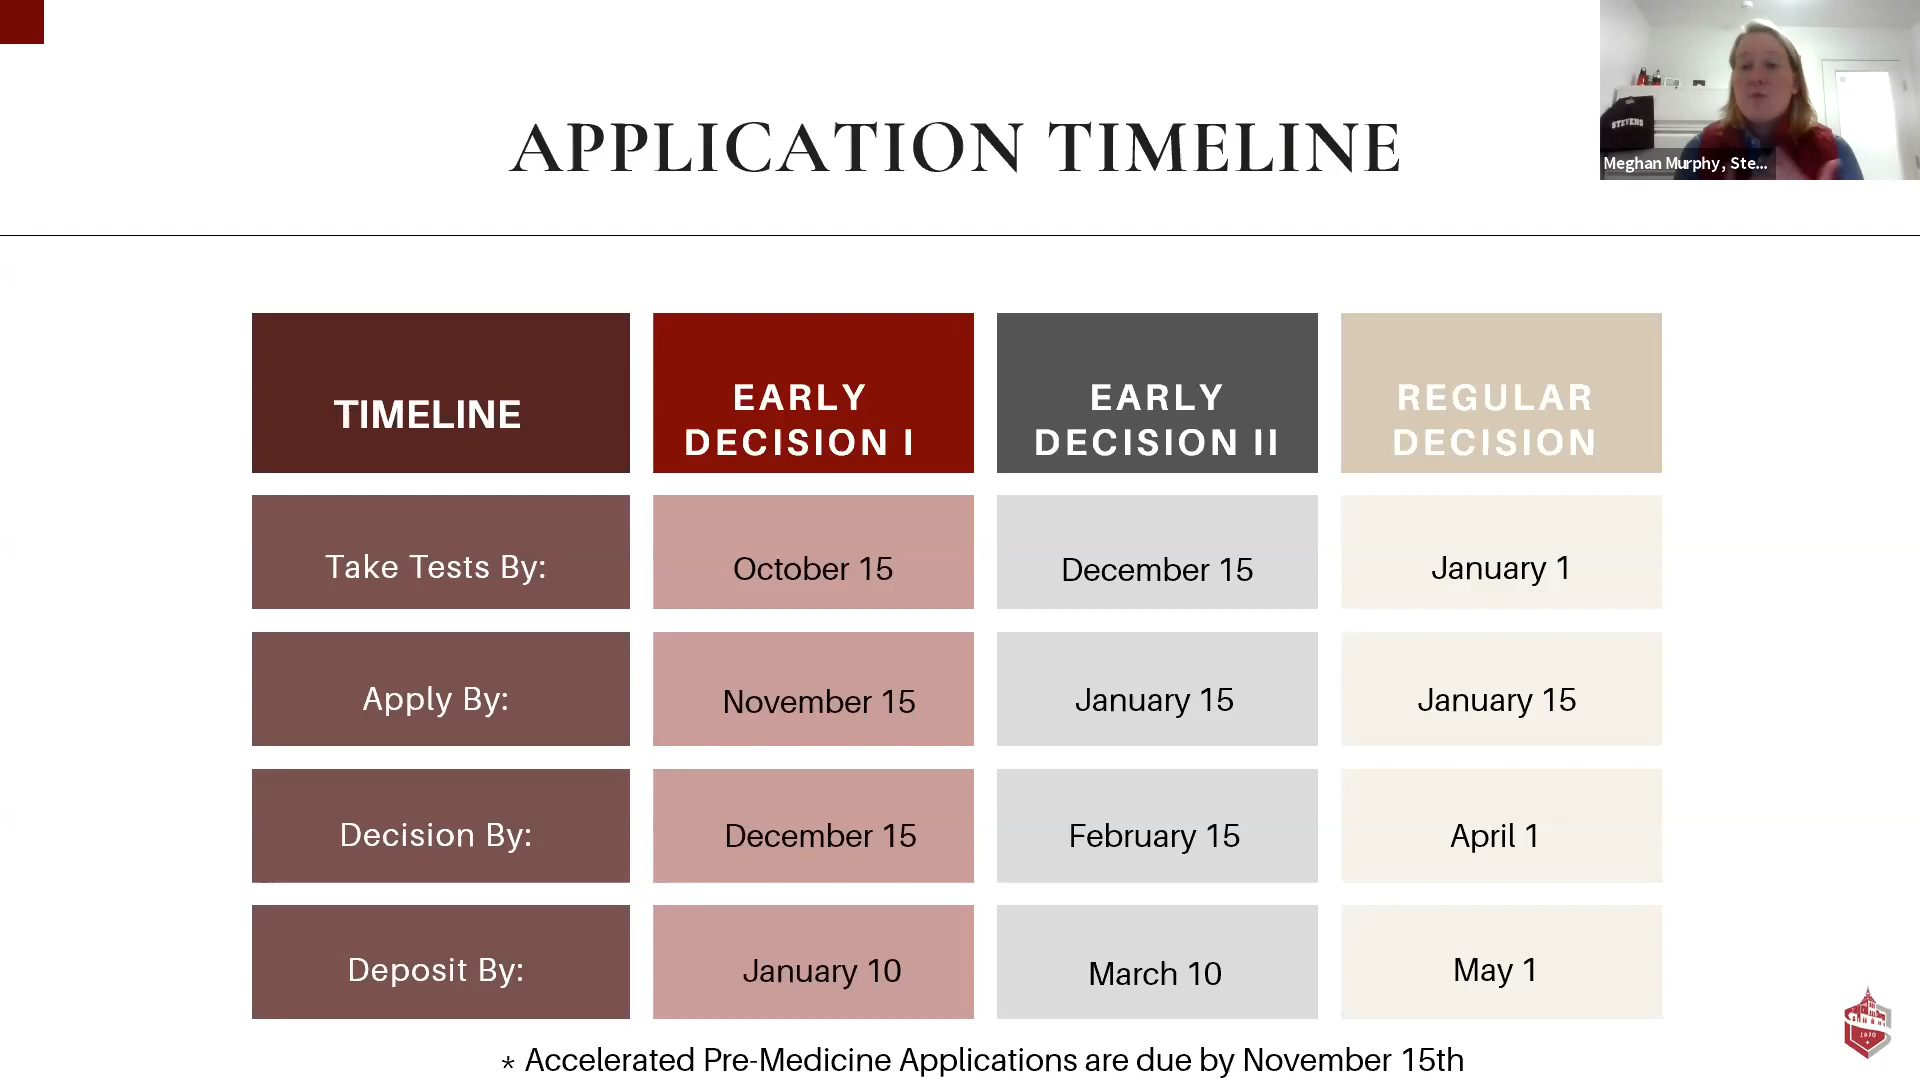 APPLICATION TIMELINE
STEVENS
Meghan Murphy, Ste...
TIMELINE
EARLY
DECISION I
EARLY
DECISION II
REGULAR
DECISION
Take Tests By:
October 15
December 15
January 1
Apply By:
November 15
January 15
January 15
Decision By:
December 15
February 15
April 1
Deposit By:
January 10
March 10
May 1
1870
* Accelerated Pre-Medicine Applications are due by November 15th